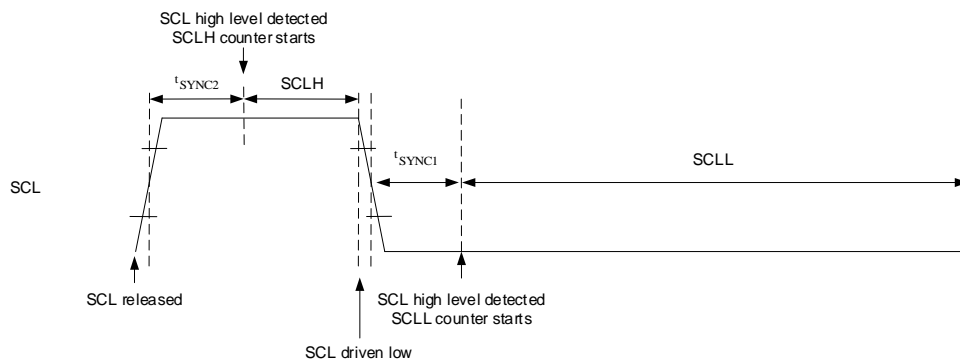 SCL high level detected
SCLH counter starts
tSYNC2
SCLH
tSYNC1
SCLL
SCL
SCL released
SCL high level detected
SCLL counter starts
SCL driven low